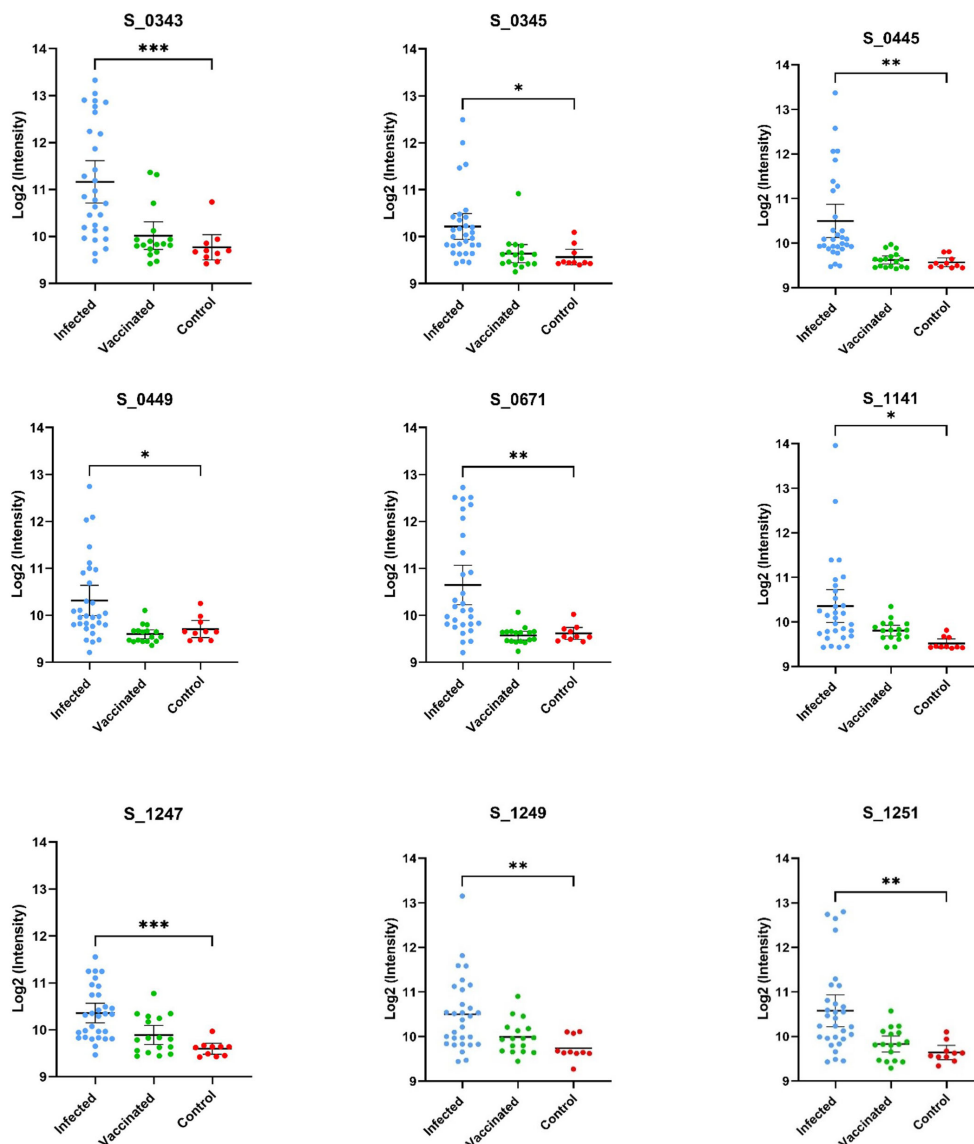 S_0343
***
14
13
12
11
10
9
Log2 (Intensity)
Infected
Vaccinated
Control
S_0345
*
14
13
12
11
10
9
Log2 (Intensity)
Infected
Vaccinated
Control
S_0445
**
14
13
12
11
10
9
Log2 (Intensity)
Infected
Vaccinated
Control
S_0449
*
14
13
12
11
10
9
Log2 (Intensity)
Infected
Vaccinated
Control
S_0671
**
14
13
12
11
10
9
Log2 (Intensity)
Infected
Vaccinated
Control
S_1141
*
14
13
12
11
10
9
Log2 (Intensity)
Infected
Vaccinated
Control
S_1247
***
14
13
12
11
10
9
Log2 (Intensity)
Infected
Vaccinated
Control
S_1249
**
14
13
12
11
10
9
Log2 (Intensity)
Infected
Vaccinated
Control
S_1251
**
14
13
12
11
10
9
Log2 (Intensity)
Infected
Vaccinated
Control